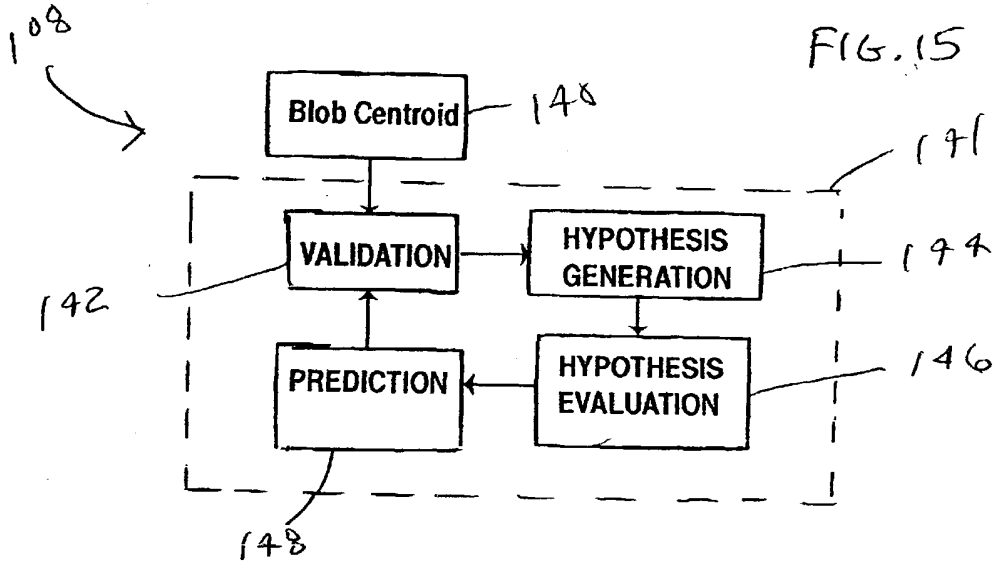 108
FIG. 15
Blob Centroid
140
141
VALIDATION
HYPOTHESIS
GENERATION
144
142
PREDICTION
HYPOTHESIS
EVALUATION
146
148